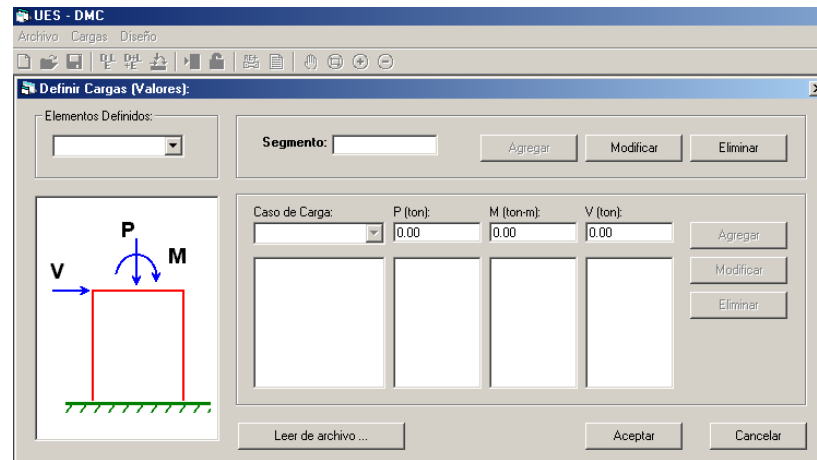 UES - DMC
Archivo Cargas Diseño
Definir Cargas (Valores):
Elementos Definidos:
Segmento:
Agregar Modificar Eliminar
Caso de Carga: P (ton): M (ton-m): V (ton):
0.00 0.00 0.00
Agregar
Modificar
Eliminar
P
M
V
Leer de archivo ... Aceptar Cancelar